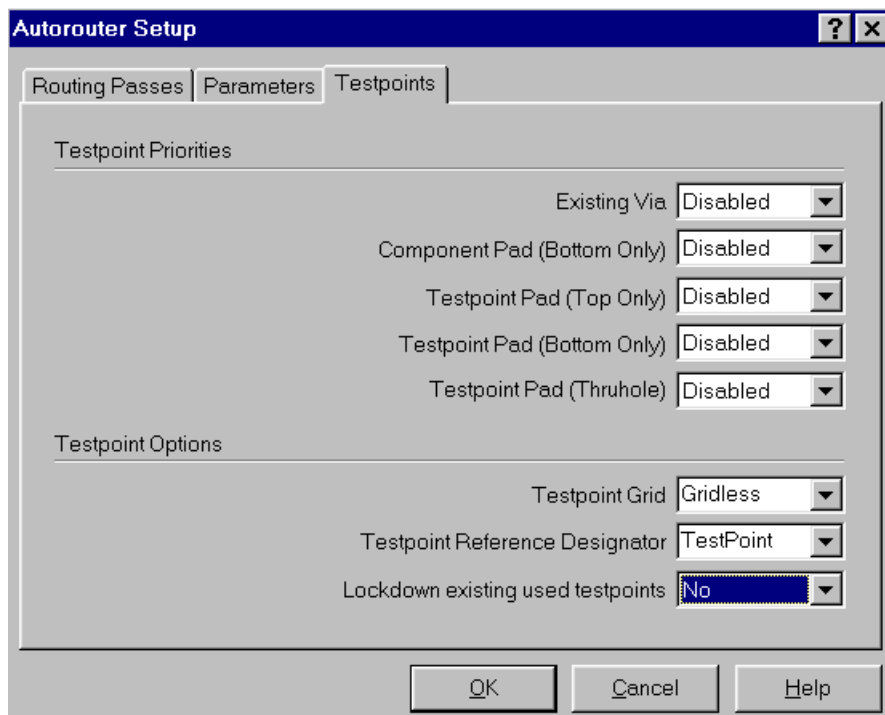 Autorouter Setup
Routing Passes Parameters Testpoints
Testpoint Priorities
Existing Via Disabled
Component Pad (Bottom Only) Disabled
Testpoint Pad (Top Only) Disabled
Testpoint Pad (Bottom Only) Disabled
Testpoint Pad (Thruhole) Disabled
Testpoint Options
Testpoint Grid Gridless
Testpoint Reference Designator TestPoint
Lockdown existing used testpoints No
OK Cancel Help